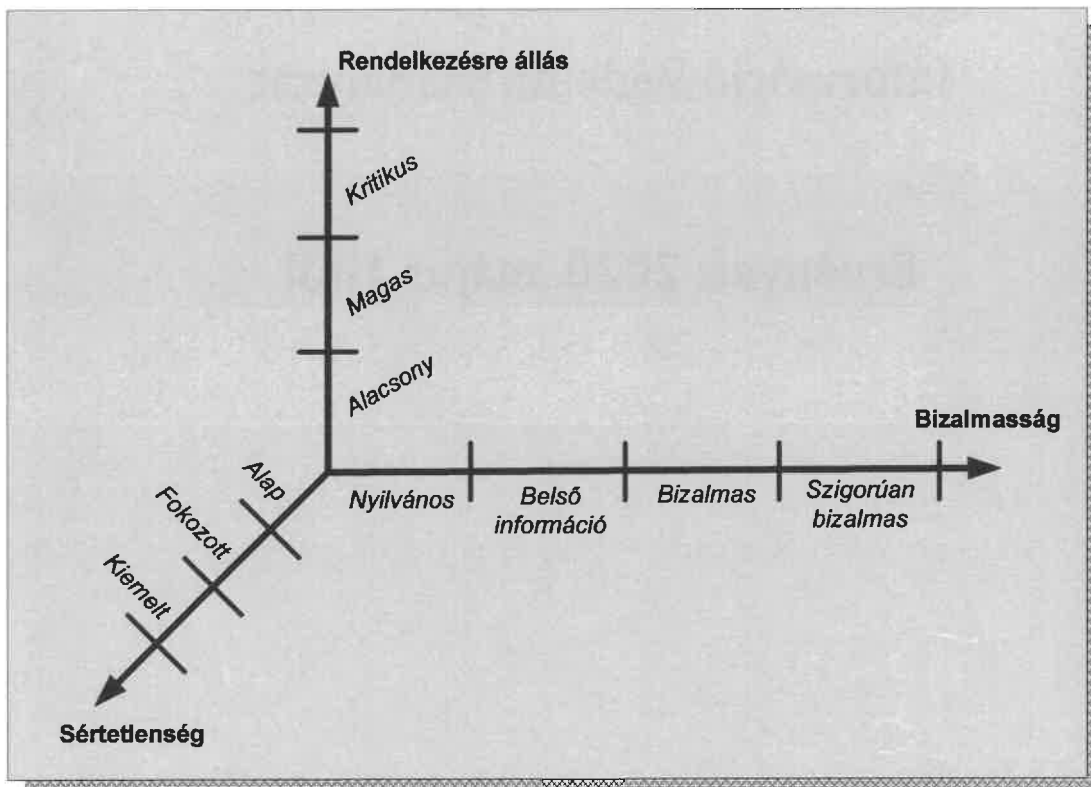 Rendelkezésre állás
Kritikus
Magas
Alacsony
Bizalmasság
Nyilvános
Belső
információ
Bizalmas
Szigorúan
bizalmas
Alap
Fokozott
Kiemelt
Sértetlenség